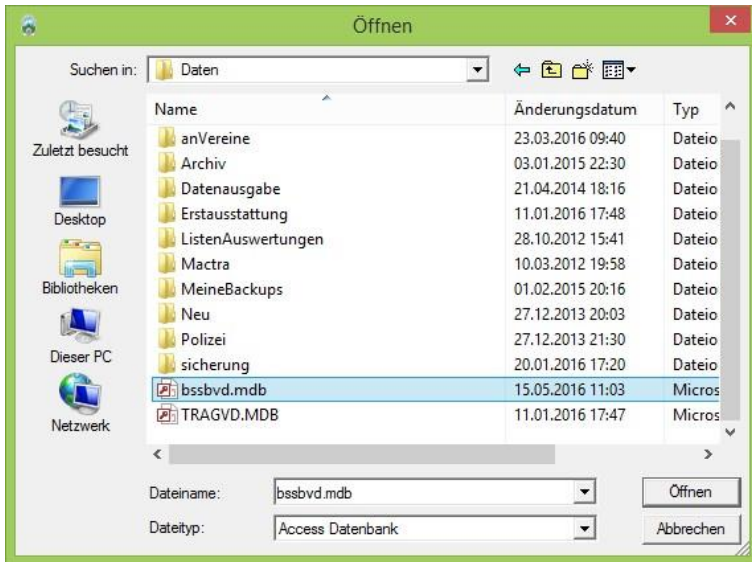 Öffnen
Suchen in: Daten
Name Änderungsdatum Typ
anVereine 23.03.2016 09:40 Dateio
Archiv 03.01.2015 22:30 Dateio
Datenausgabe 21.04.2014 18:16 Dateio
Erstausstattung 11.01.2016 17:48 Dateio
ListenAuswertungen 28.10.2012 15:41 Dateio
Mactra 10.03.2012 19:58 Dateio
MeineBackups 01.02.2015 20:16 Dateio
Neu 27.12.2013 20:03 Dateio
Polizei 27.12.2013 21:30 Dateio
sicherung 20.01.2016 17:20 Dateio
bssbvd.mdb 15.05.2016 11:03 Micros
TRAGVD.MDB 11.01.2016 17:47 Micros
Zuletzt besucht
Desktop
Bibliotheken
Dieser PC
Netzwerk
Dateiname: bssbvd.mdb Öffnen
Dateityp: Access Datenbank Abbrechen